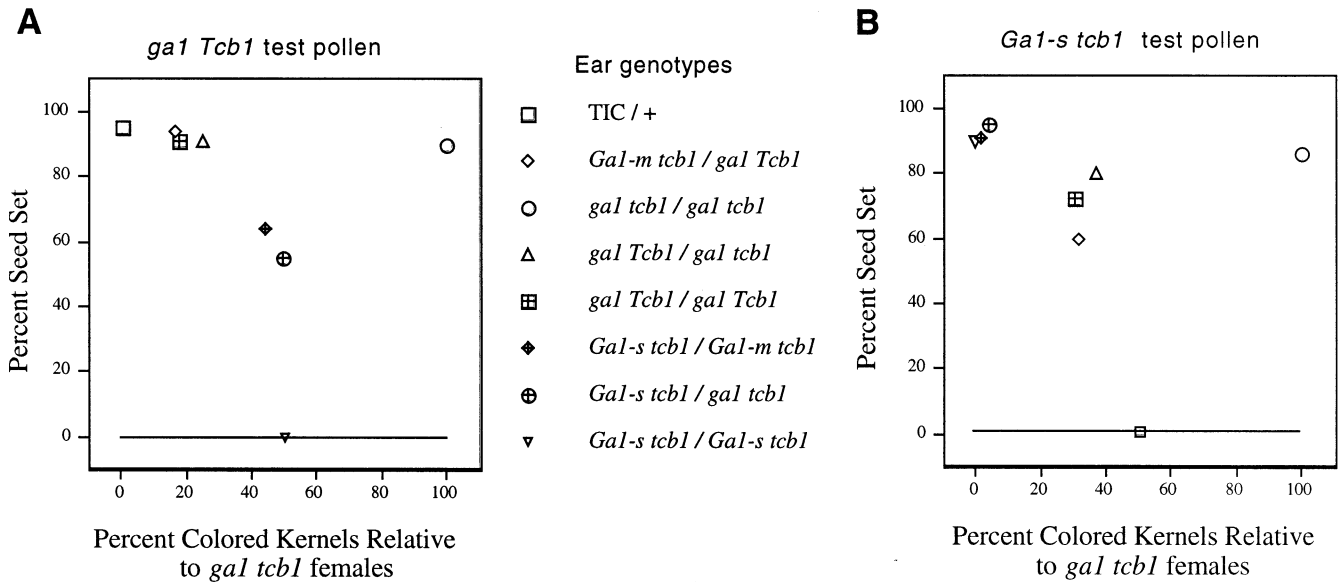 A
ga1 Tcb1 test pollen
100
80
60
40
20
0
Percent Seed Set
0 20 40 60 80 100
Percent Colored Kernels Relative
to ga1 tcb1 females
Ear genotypes
TIC / +
Ga1-m tcb1 / ga1 Tcb1
ga1 tcb1 / ga1 tcb1
ga1 Tcb1 / ga1 tcb1
ga1 Tcb1 / ga1 Tcb1
Ga1-s tcb1 / Ga1-m tcb1
Ga1-s tcb1 / ga1 tcb1
Ga1-s tcb1 / Ga1-s tcb1
B
Ga1-s tcb1 test pollen
100
80
60
40
20
0
Percent Seed Set
0 20 40 60 80 100
Percent Colored Kernels Relative
to ga1 tcb1 females